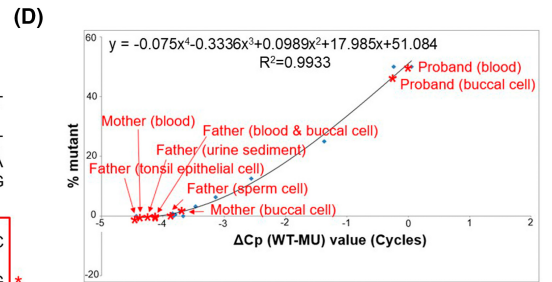 (D)
y = -0.075x⁴-0.3336x³+0.0989x²+17.985x+51.084
R²=0.9933
60
40
20
0
-20
% mutant
Proband (blood)
Proband (buccal cell)
Mother (blood)
Father (blood & buccal cell)
Father (urine sediment)
Father (tonsil epithelial cell)
Father (sperm cell)
Mother (buccal cell)
-5 -4 -3 -2 -1 0 1 2
ΔCp (WT-MU) value (Cycles)
A
G
C
G *